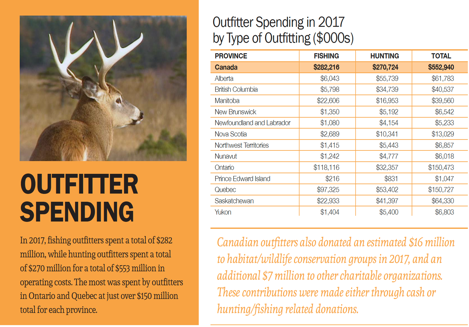 OUTFITTER
SPENDING
In 2017, fishing outfitters spent a total of $282
million, while hunting outfitters spent a total
of $270 million for a total of $553 million in
operating costs. The most was spent by outfitters
in Ontario and Quebec at just over $150 million
total for each province.
Outfitter Spending in 2017
by Type of Outfitting ($000s)
PROVINCE FISHING HUNTING TOTAL
Canada $282,216 $270,724 $552,940
Alberta $6,043 $55,739 $61,783
British Columbia $5,798 $34,739 $40,537
Manitoba $22,606 $16,953 $39,560
New Brunswick $1,350 $5,192 $6,542
Newfoundland and Labrador $1,080 $4,154 $5,233
Nova Scotia $2,689 $10,341 $13,029
Northwest Territories $1,415 $5,443 $6,857
Nunavut $1,242 $4,777 $6,018
Ontario $118,116 $32,357 $150,473
Prince Edward Island $216 $831 $1,047
Quebec $97,325 $53,402 $150,727
Saskatchewan $22,933 $41,397 $64,330
Yukon $1,404 $5,400 $6,803
Canadian outfitters also donated an estimated $16 million
to habitat/wildlife conservation groups in 2017, and an
additional $7 million to other charitable organizations.
These contributions were made either through cash or
hunting/fishing related donations.